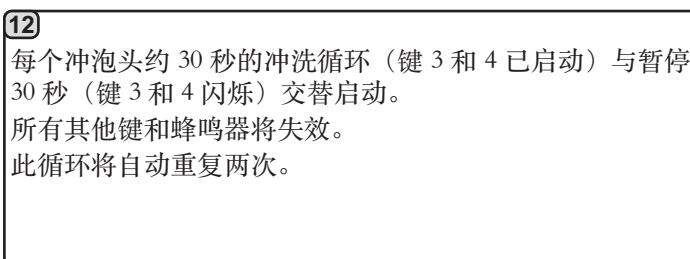 12
每个冲泡头约 30 秒的冲洗循环（键 3 和 4 已启动）与暂停
30 秒（键 3 和 4 闪烁）交替启动。
所有其他键和蜂鸣器将失效。
此循环将自动重复两次。